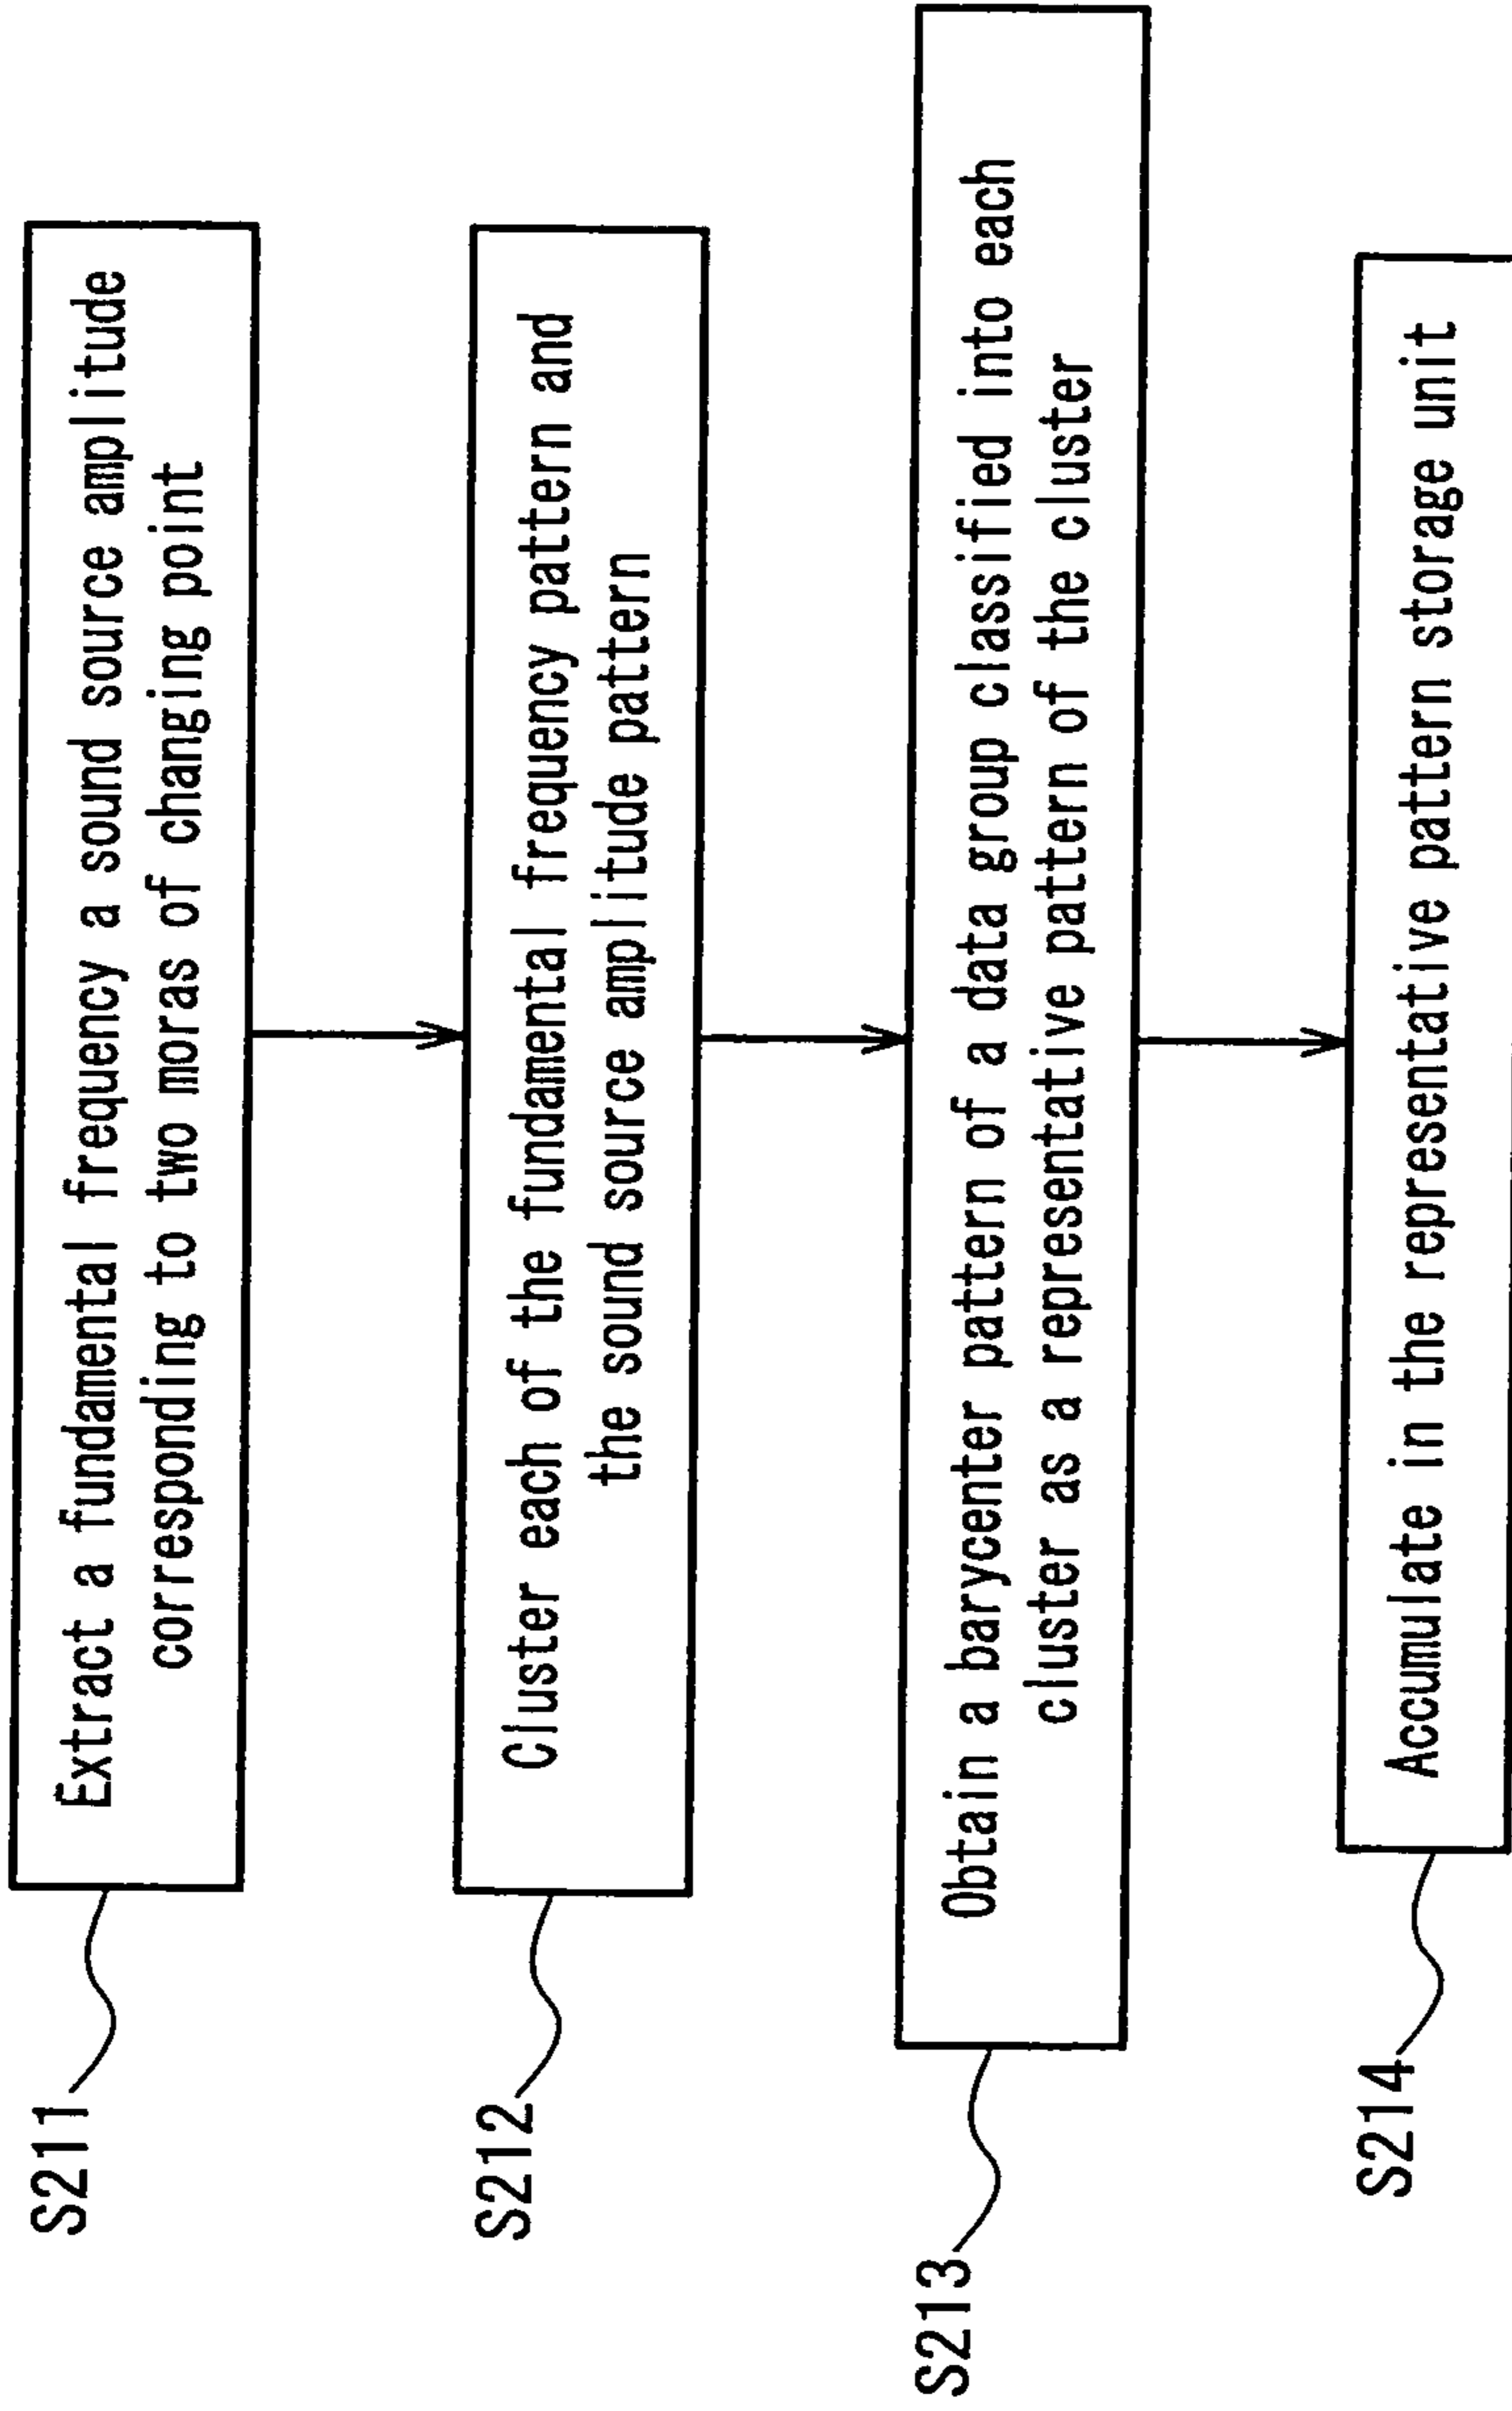 S211
Extract a fundamental frequency a sound source amplitude
corresponding to two moras of changing point
S212
Cluster each of the fundamental frequency pattern and
the sound source amplitude pattern
S213
Obtain a barycenter pattern of a data group classified into each
cluster as a representative pattern of the cluster
S214
Accumulate in the representative pattern storage unit